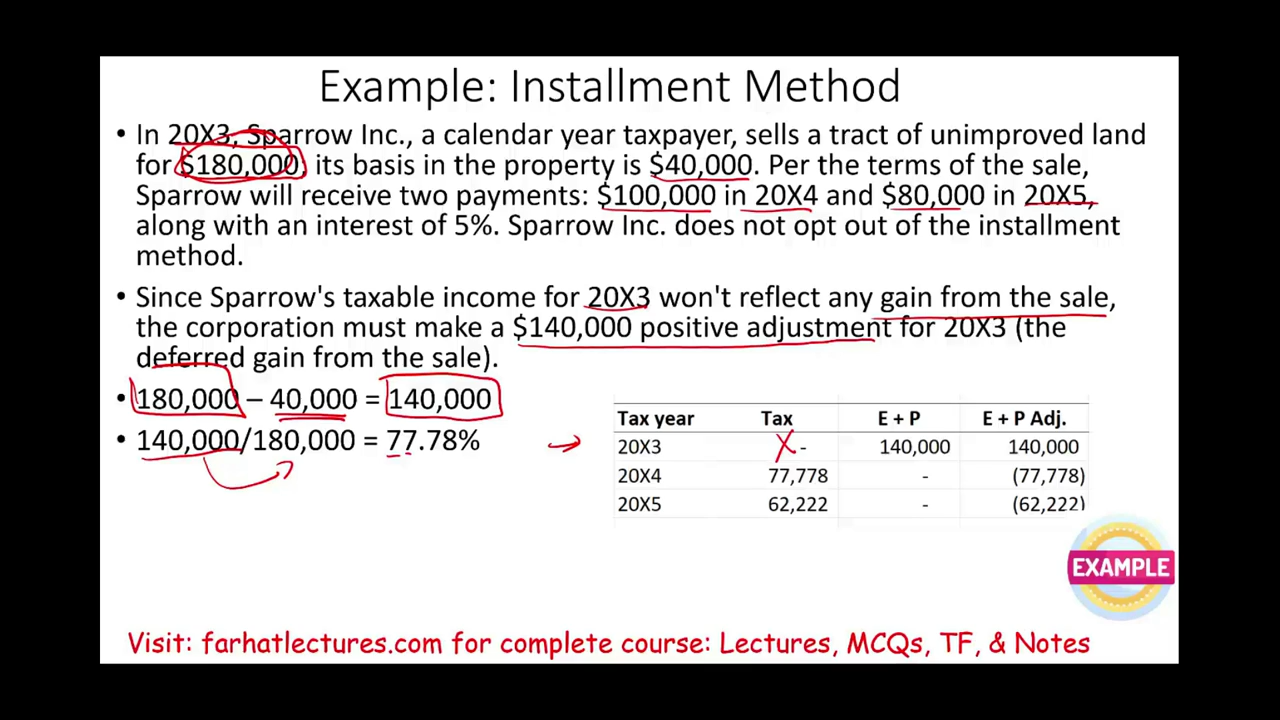 Example: Installment Method
• In 20X3, Sparrow Inc., a calendar year taxpayer, sells a tract of unimproved land
for $180,000, its basis in the property is $40,000. Per the terms of the sale,
Sparrow will receive two payments: $100,000 in 20X4 and $80,000 in 20X5,
along with an interest of 5%. Sparrow Inc. does not opt out of the installment
method.
• Since Sparrow's taxable income for 20X3 won't reflect any gain from the sale,
the corporation must make a $140,000 positive adjustment for 20X3 (the
deferred gain from the sale).
• 180,000 – 40,000 = 140,000
• 140,000/180,000 = 77.78%
Tax year Tax E + P E + P Adj.
20X3 - 140,000 140,000
20X4 77,778 - (77,778)
20X5 62,222 - (62,222)
EXAMPLE
Visit: farhatlectures.com for complete course: Lectures, MCQs, TF, & Notes